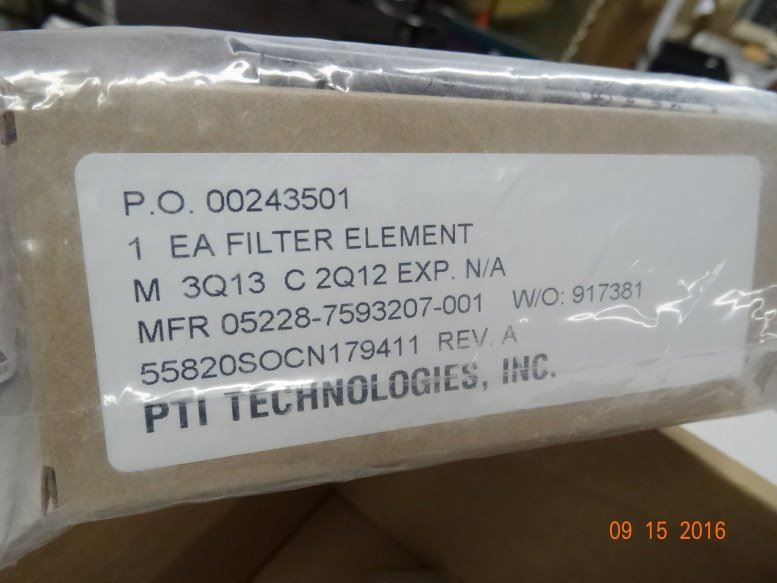 P.O. 00243501
1 EA FILTER ELEMENT
M 3Q13 C 2Q12 EXP. N/A
MFR 05228-7593207-001 W/O: 917381
55820SOCN179411 REV. A
PTI TECHNOLOGIES, INC.
09 15 2016